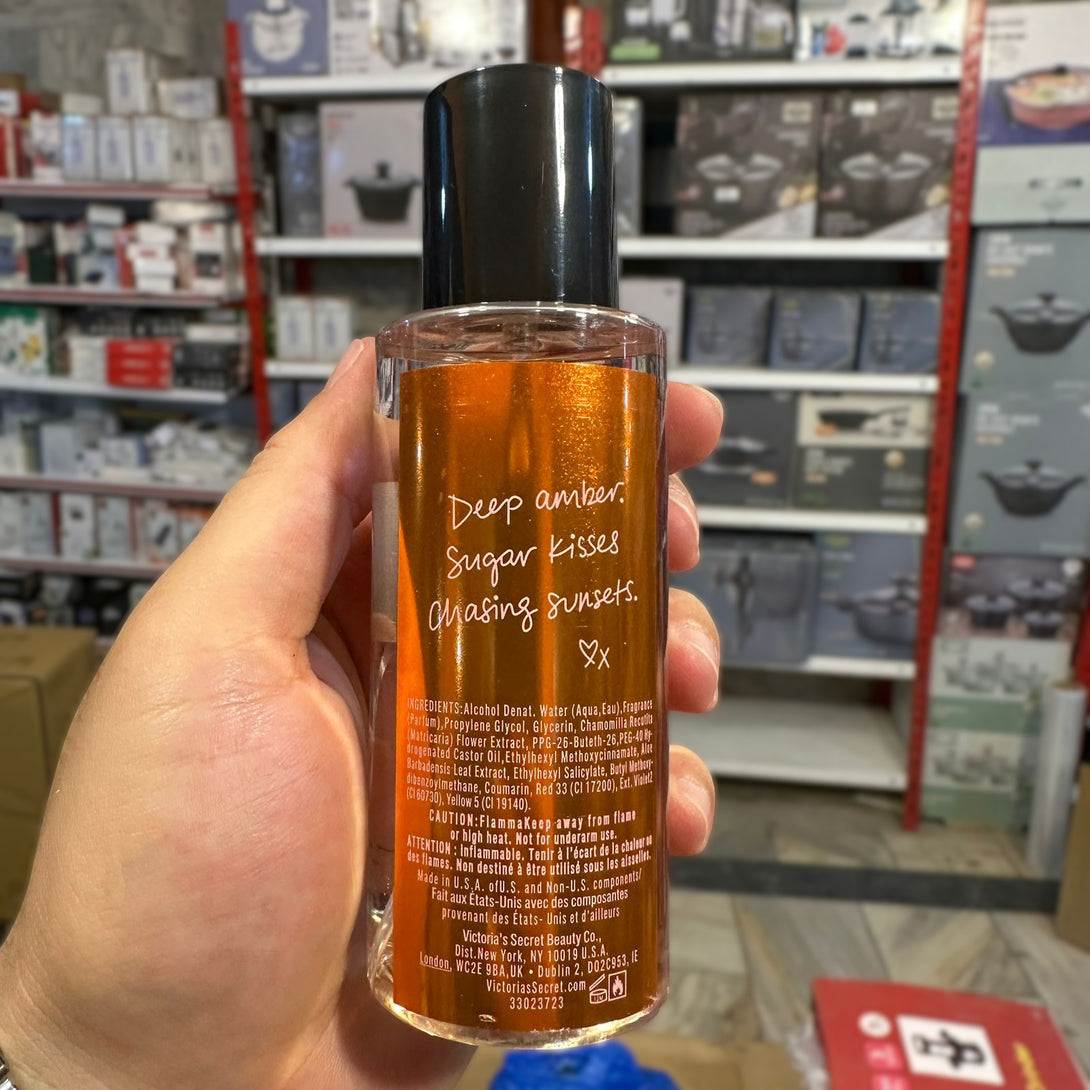 Deep amber.
Sugar kisses
Chasing sunsets.
x
INGREDIENTS:Alcohol Denat, Water (Aqua,Eau),Fragrance
(Parfum),Propylene Glycol, Glycerin, Chamomilla Recutita
(Matricaria) Flower Extract, PPG-26-Buteth-26,PEG-40 Hy-
drogenated Castor Oil,Ethylhexyl Methoxycinnamate, Aloe
Barbadensis Leaf Extract, Ethylhexyl Salicylate, Butyl Methoxy-
dibenzoylmethane, Coumarin, Red 33 (CI 17200), Ext. Violet2
(CI 60730), Yellow 5 (CI 19140).
CAUTION:FlammaKeep away from flame
or high heat. Not for underarm use.
ATTENTION : Inflammable. Tenir à l'écart de la chaleur ou
des flames. Non destiné à être utilisé sous les aisselles.
Made in U.S.A. ofU.S. and Non-U.S. components/
Fait aux États-Unis avec des composantes
provenant des États- Unis et d'ailleurs
Victoria's Secret Beauty Co.,
Dist.New York, NY 10019 U.S.A.
London, WC2E 9BA,UK • Dublin 2, D02C953, IE
VictoriasSecret.com
33023723